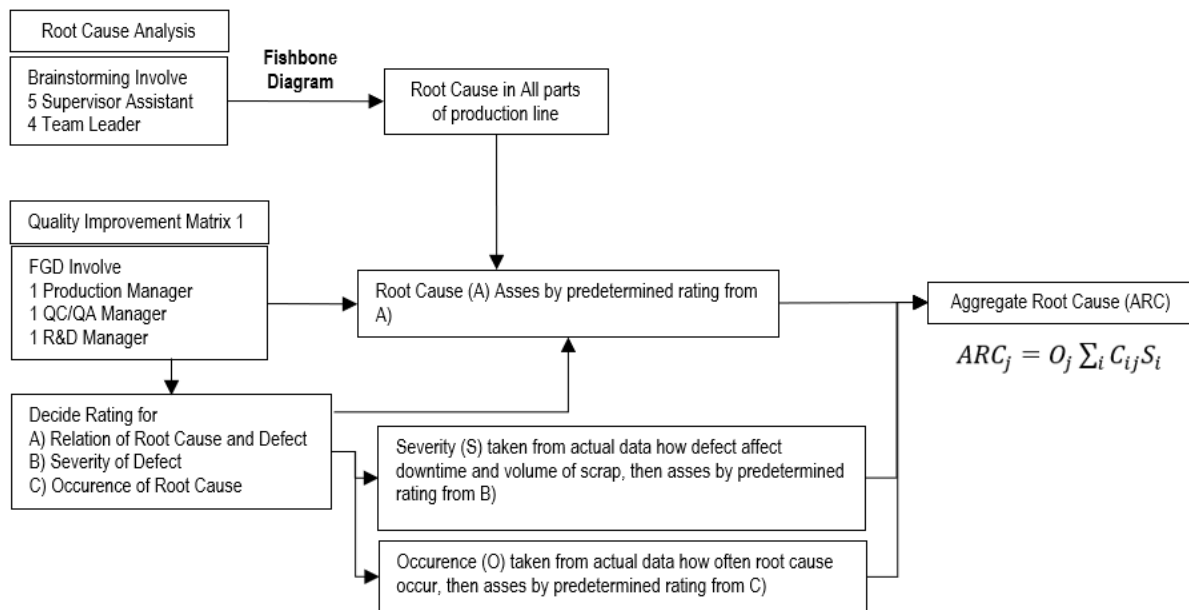 Root Cause Analysis
Brainstorming Involve
5 Supervisor Assistant
4 Team Leader
Fishbone
Diagram
Root Cause in All parts
of production line
Quality Improvement Matrix 1
FGD Involve
1 Production Manager
1 QC/QA Manager
1 R&D Manager
Root Cause (A) Asses by predetermined rating from
A)
Aggregate Root Cause (ARC)
ARC_j = O_j ∑_i C_ij S_i
Decide Rating for
A) Relation of Root Cause and Defect
B) Severity of Defect
C) Occurence of Root Cause
Severity (S) taken from actual data how defect affect
downtime and volume of scrap, then asses by predetermined
rating from B)
Occurence (O) taken from actual data how often root cause
occur, then asses by predetermined rating from C)